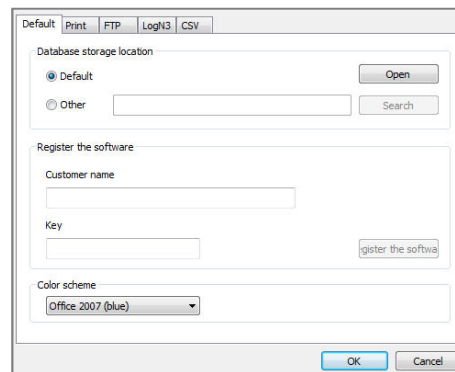 Default Print FTP LogN3 CSV
Database storage location
Default Open
Other Search
Register the software
Customer name
Key
gister the softwa
Color scheme
Office 2007 (blue)
OK Cancel